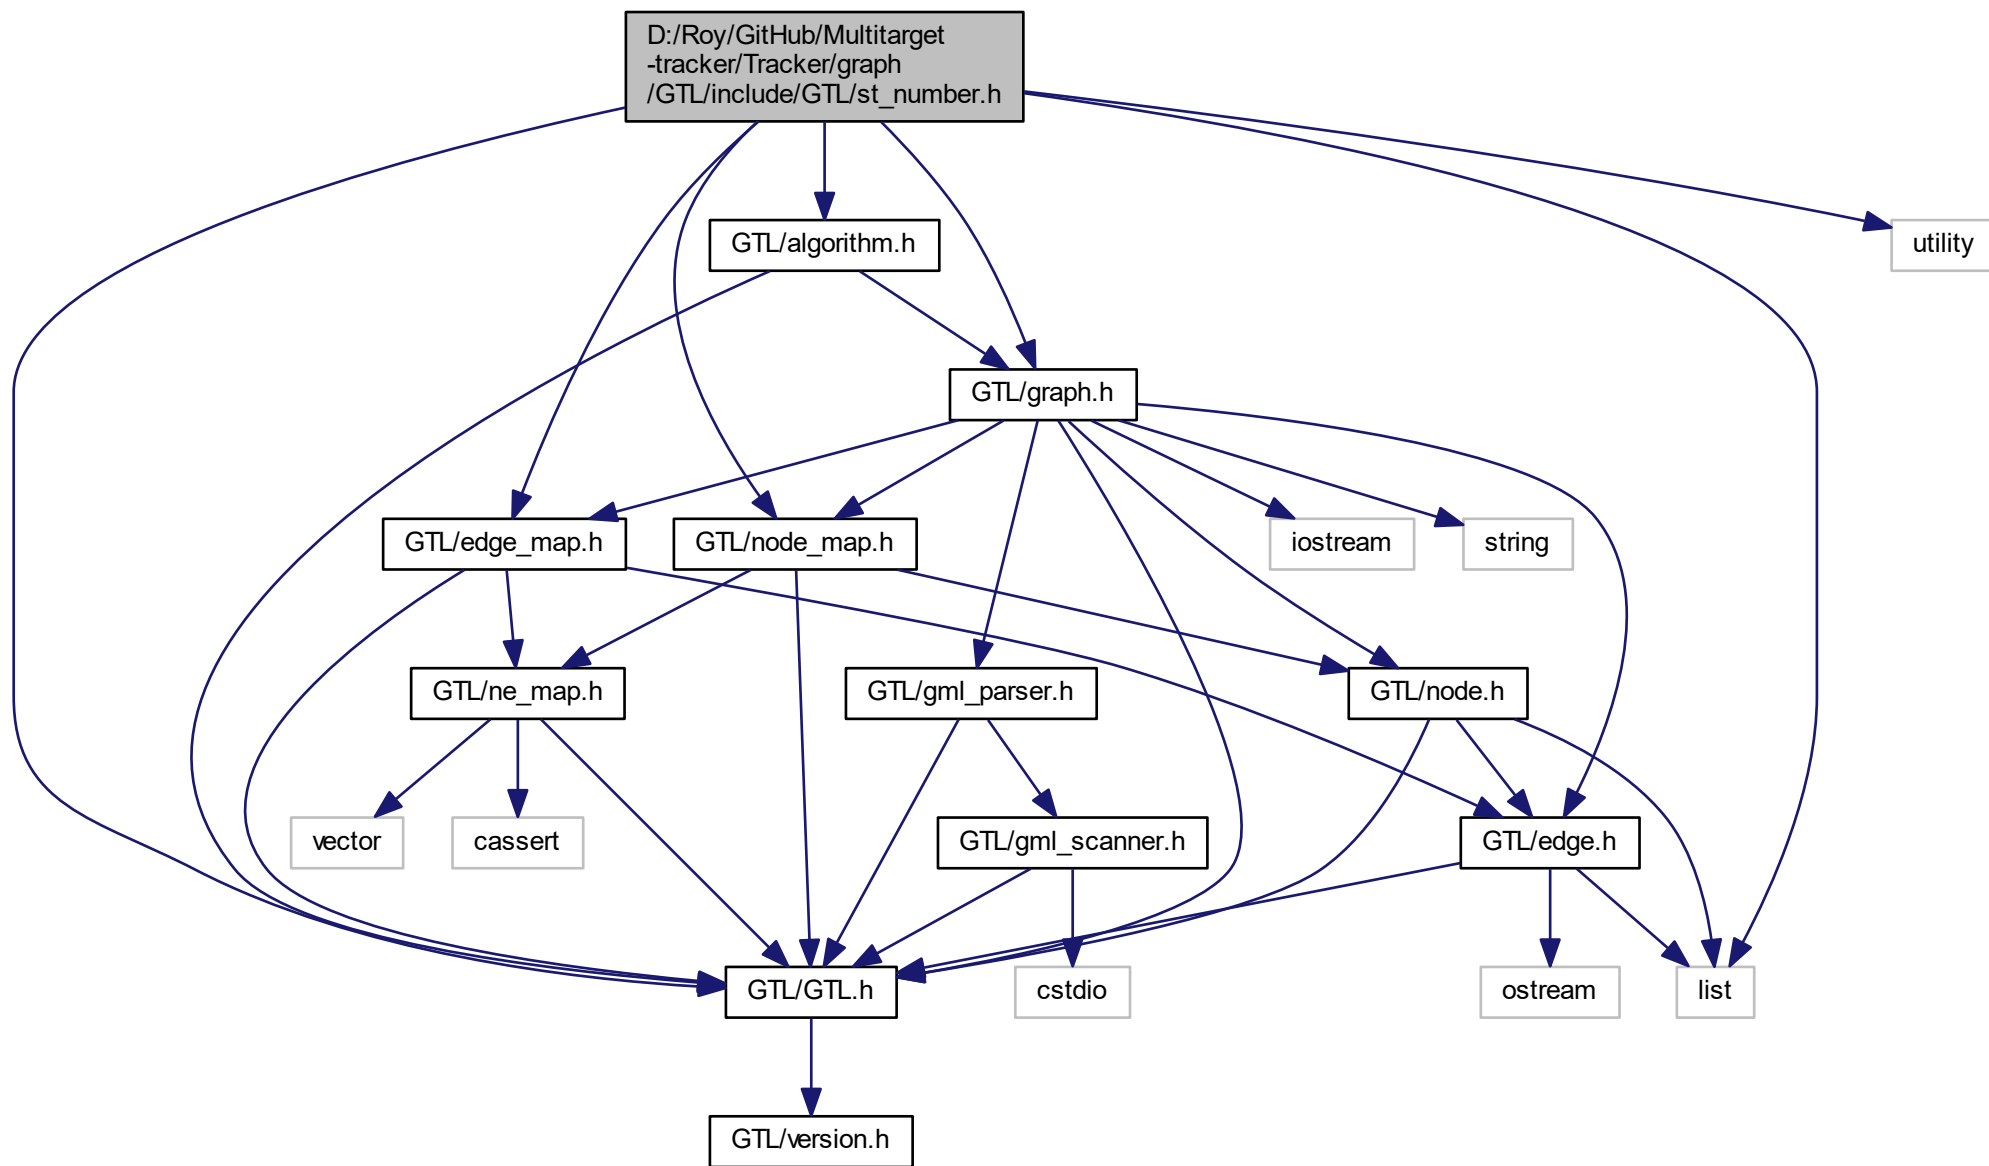 D:/Roy/GitHub/Multitarget
-tracker/Tracker/graph
/GTL/include/GTL/st_number.h
GTL/algorithm.h
utility
GTL/graph.h
GTL/edge_map.h
GTL/node_map.h
iostream
string
GTL/ne_map.h
GTL/gml_parser.h
GTL/node.h
vector
cassert
GTL/gml_scanner.h
GTL/edge.h
GTL/GTL.h
cstdio
ostream
list
GTL/version.h